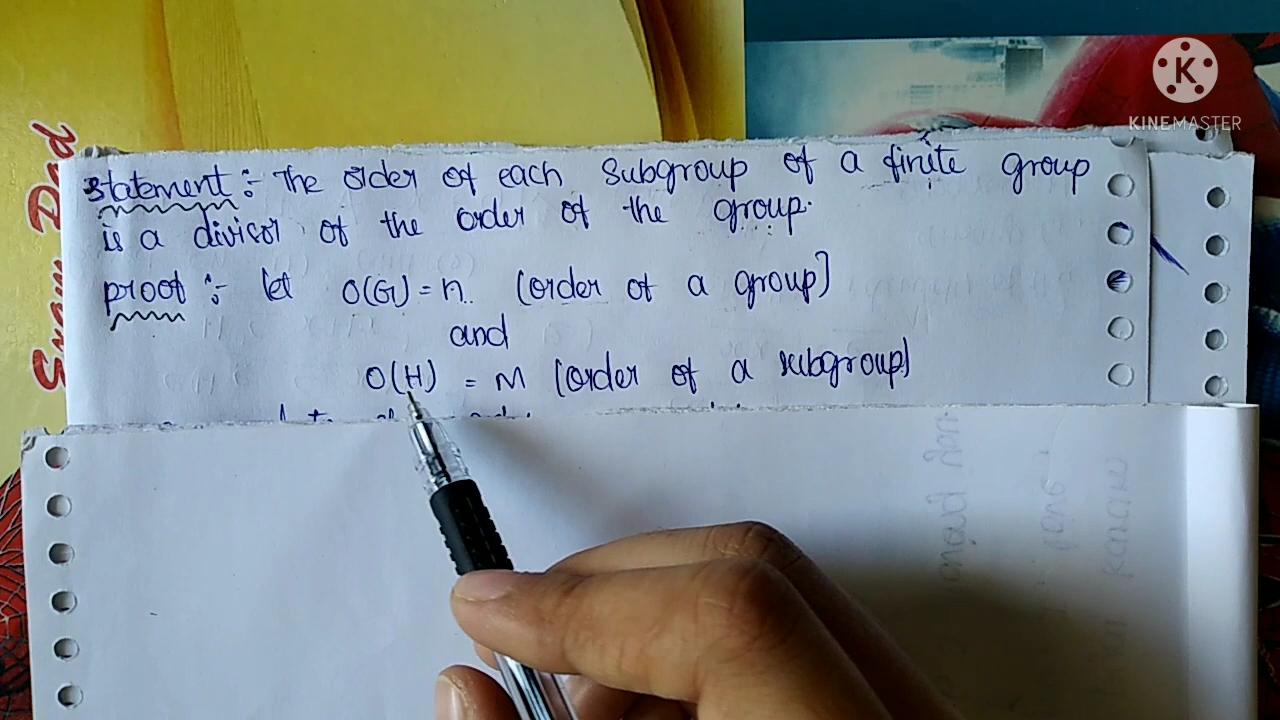 KINEMASTER
Statement :- The order of each subgroup of a finite group
is a divisor of the order of the group.
proof :- let O(G) = n. (order of a group)
and
O(H) = M (order of a subgroup)